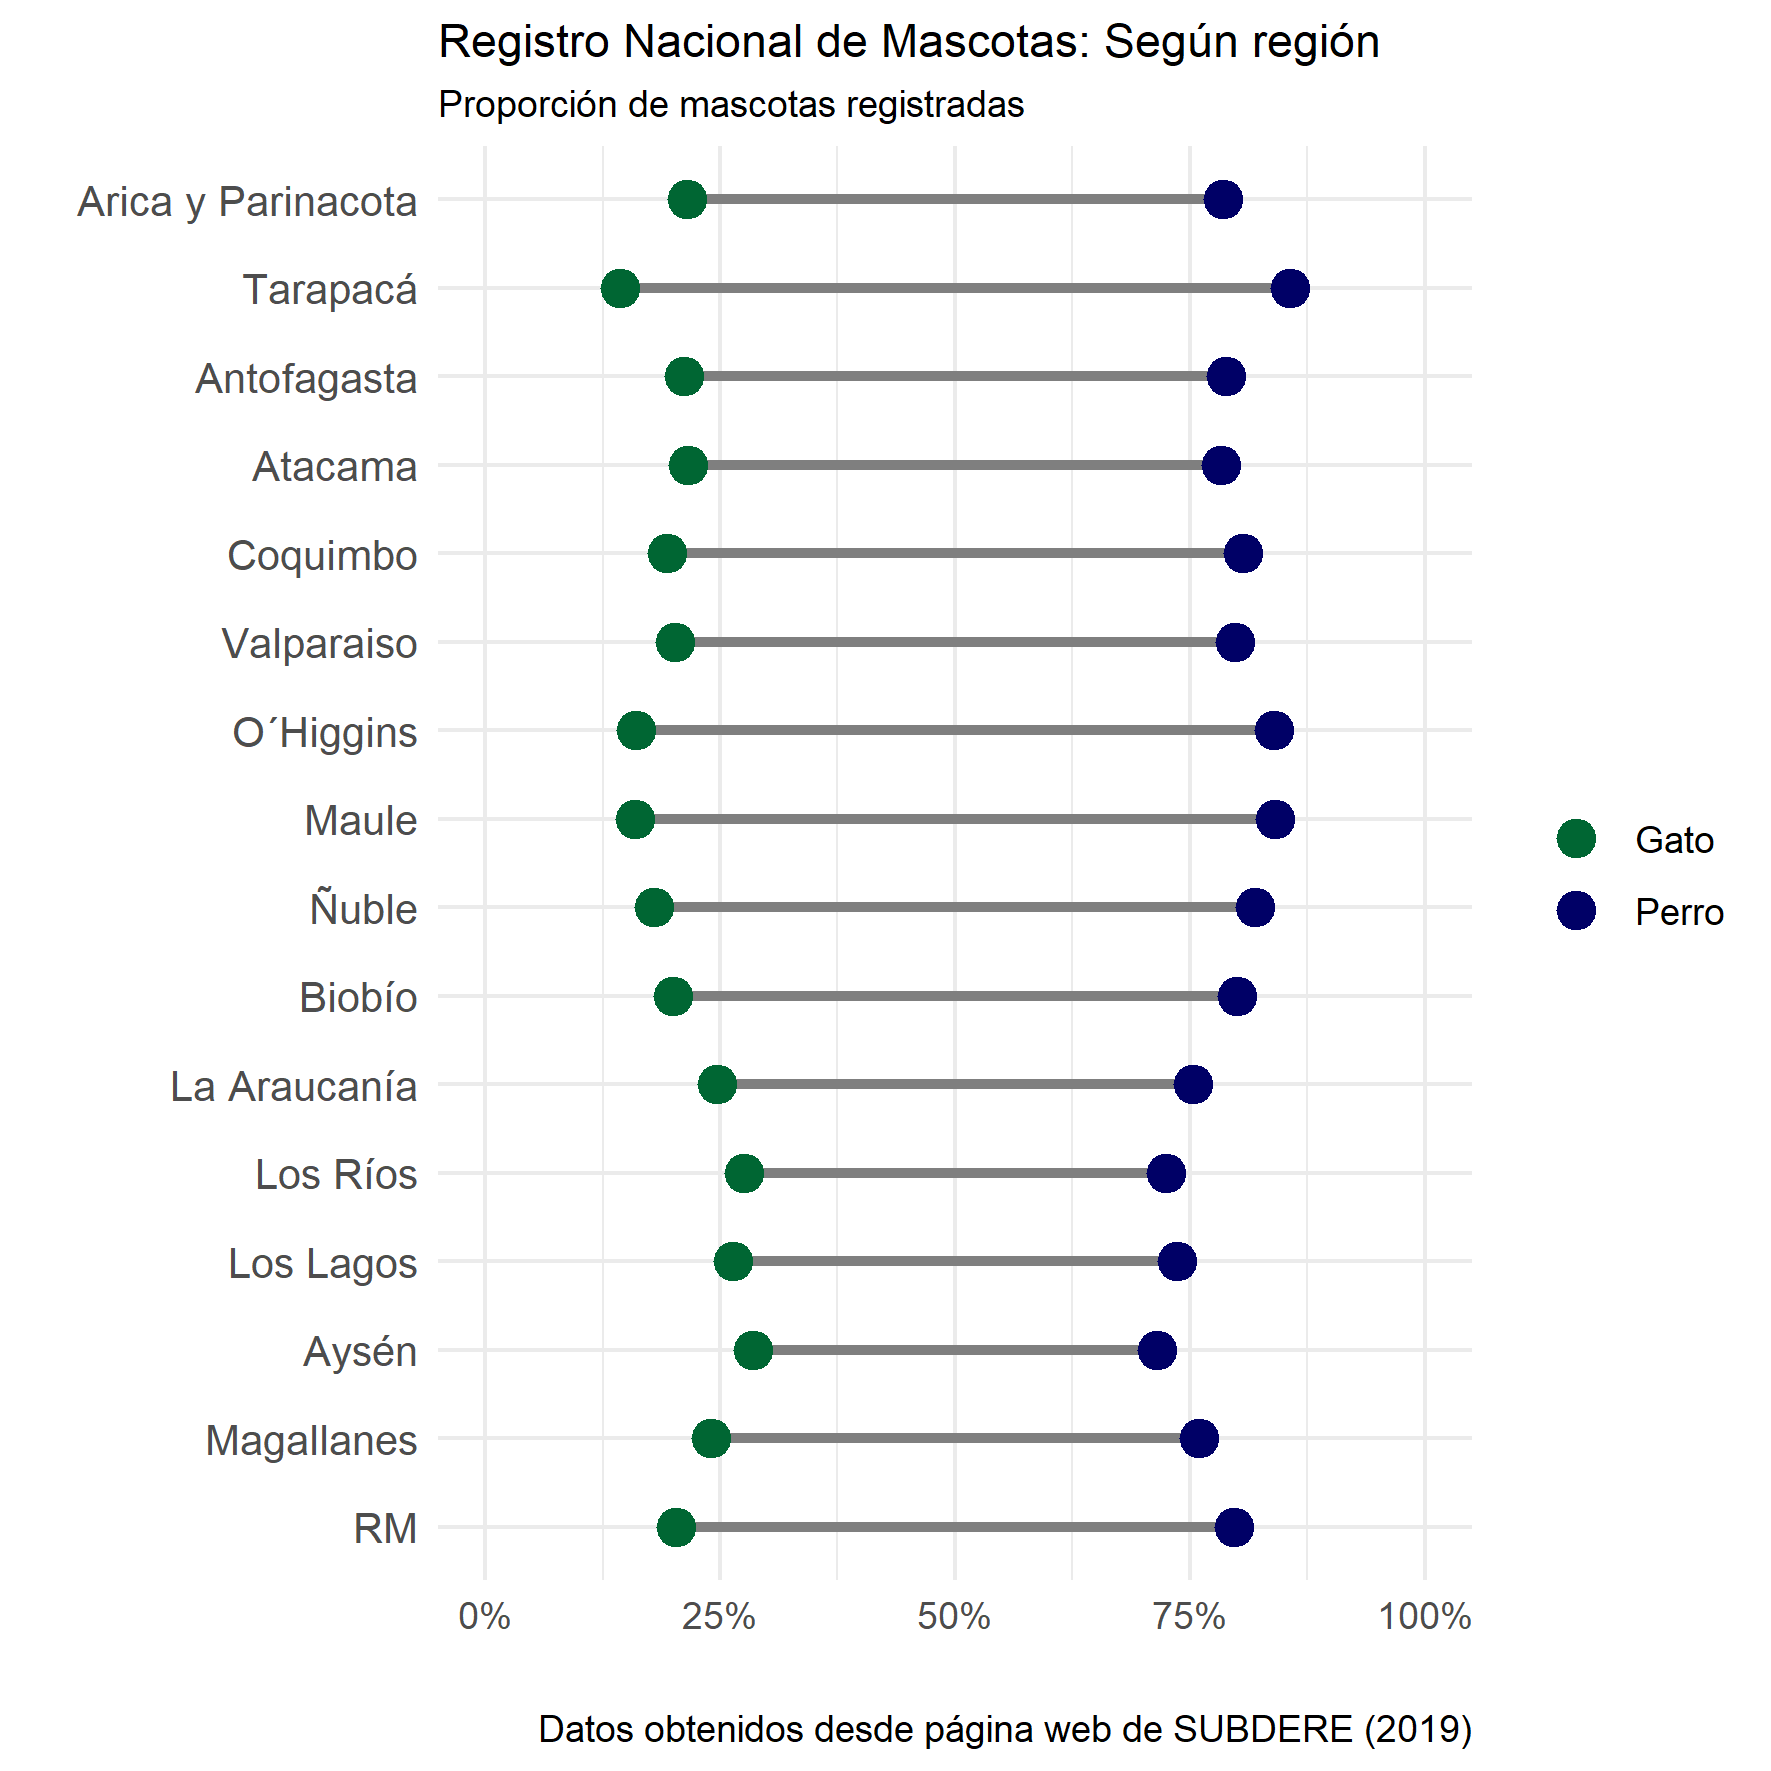 Registro Nacional de Mascotas: Según región
Proporción de mascotas registradas
Arica y Parinacota
Tarapacá
Antofagasta
Atacama
Coquimbo
Valparaiso
O´Higgins
Maule
Ñuble
Biobío
La Araucanía
Los Ríos
Los Lagos
Aysén
Magallanes
RM
0% 25% 50% 75% 100%
Gato
Perro
Datos obtenidos desde página web de SUBDERE (2019)